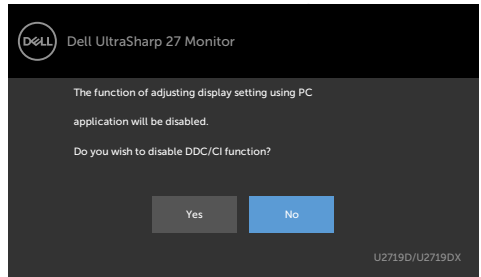 DELL
Dell UltraSharp 27 Monitor
The function of adjusting display setting using PC
application will be disabled.
Do you wish to disable DDC/CI function?
Yes No
U2719D/U2719DX